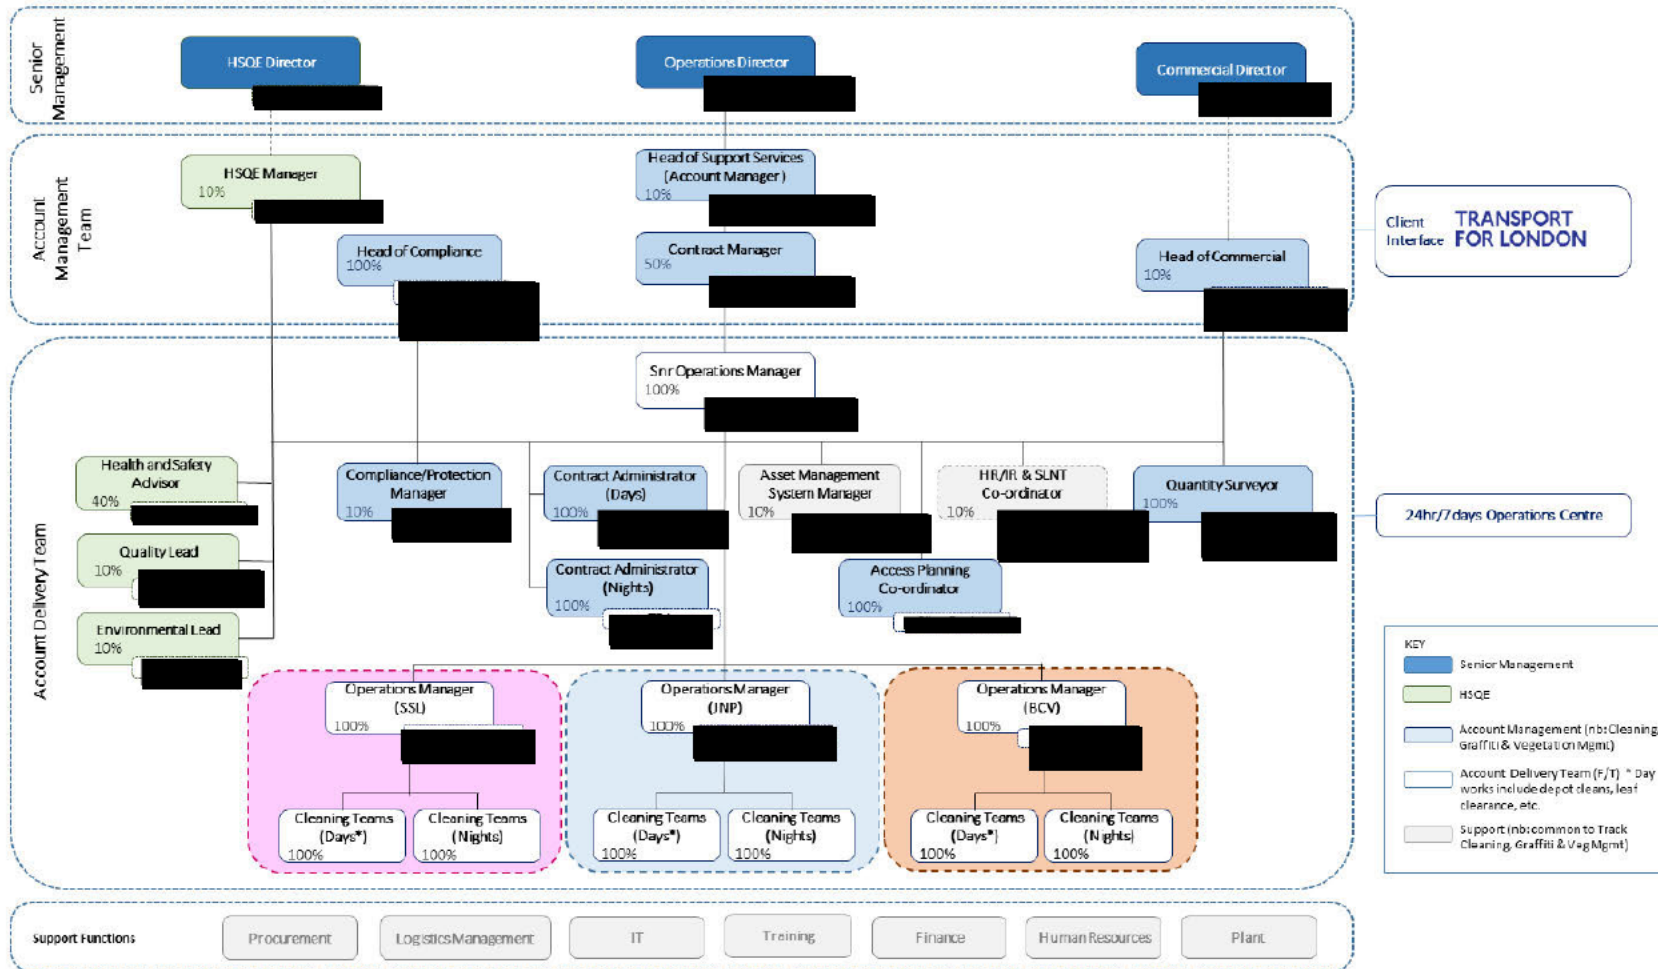 Senior
Management
HSQE Director
Operations Director
Commercial Director
Account
Management
Team
HSQE Manager
10%
Head of Support Services
(Account Manager)
10%
Head of Compliance
100%
Contract Manager
50%
Head of Commercial
10%
Client
Interface
TRANSPORT
FOR LONDON
Account Delivery Team
Snr Operations Manager
100%
Health and Safety
Advisor
40%
Compliance/Protection
Manager
10%
Contract Administrator
(Days)
100%
Asset Management
System Manager
10%
HR/IR & SLNT
Co-ordinator
10%
Quantity Surveyor
100%
24hr/7days Operations Centre
Quality Lead
10%
Contract Administrator
(Nights)
100%
Access Planning
Co-ordinator
100%
Environmental Lead
10%
Operations Manager
(SSL)
100%
Operations Manager
(JNP)
100%
Operations Manager
(BCV)
100%
Cleaning Teams
(Days*)
100%
Cleaning Teams
(Nights)
100%
Cleaning Teams
(Days*)
100%
Cleaning Teams
(Nights)
100%
Cleaning Teams
(Days*)
100%
Cleaning Teams
(Nights)
100%
KEY
Senior Management
HSQE
Account Management (nb: Cleaning,
Graffiti & Vegetation Mgmt)
Account Delivery Team (F/T) * Day
works include depot cleans, leaf
clearance, etc.
Support (nb: common to Track
Cleaning, Graffiti & Veg Mgmt)
Support Functions
Procurement
Logistics Management
IT
Training
Finance
Human Resources
Plant